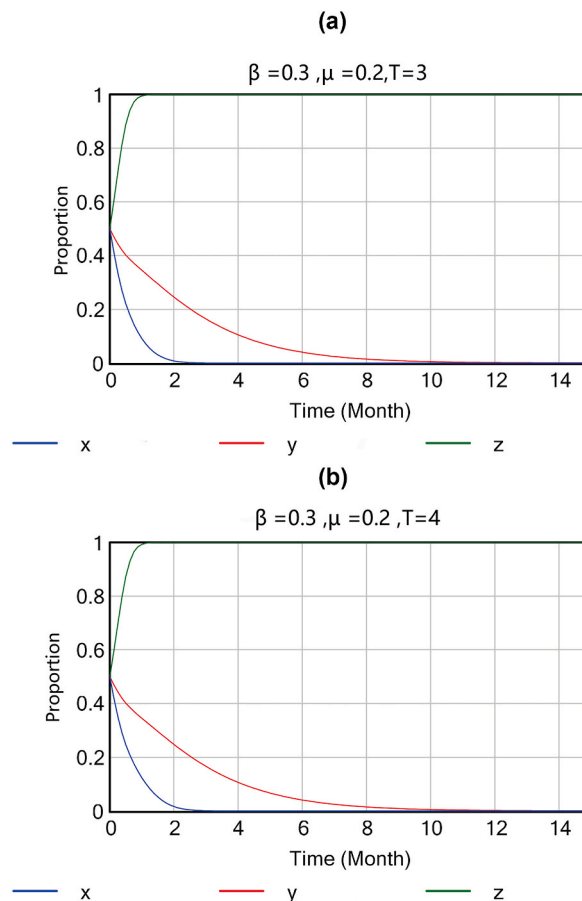 (a)
β =0.3 ,μ =0.2,T=3
1
0.8
0.6
0.4
0.2
0
Proportion
0 2 4 6 8 10 12 14
Time (Month)
x y z
(b)
β =0.3 ,μ =0.2 ,T=4
1
0.8
0.6
0.4
0.2
0
Proportion
0 2 4 6 8 10 12 14
Time (Month)
x y z